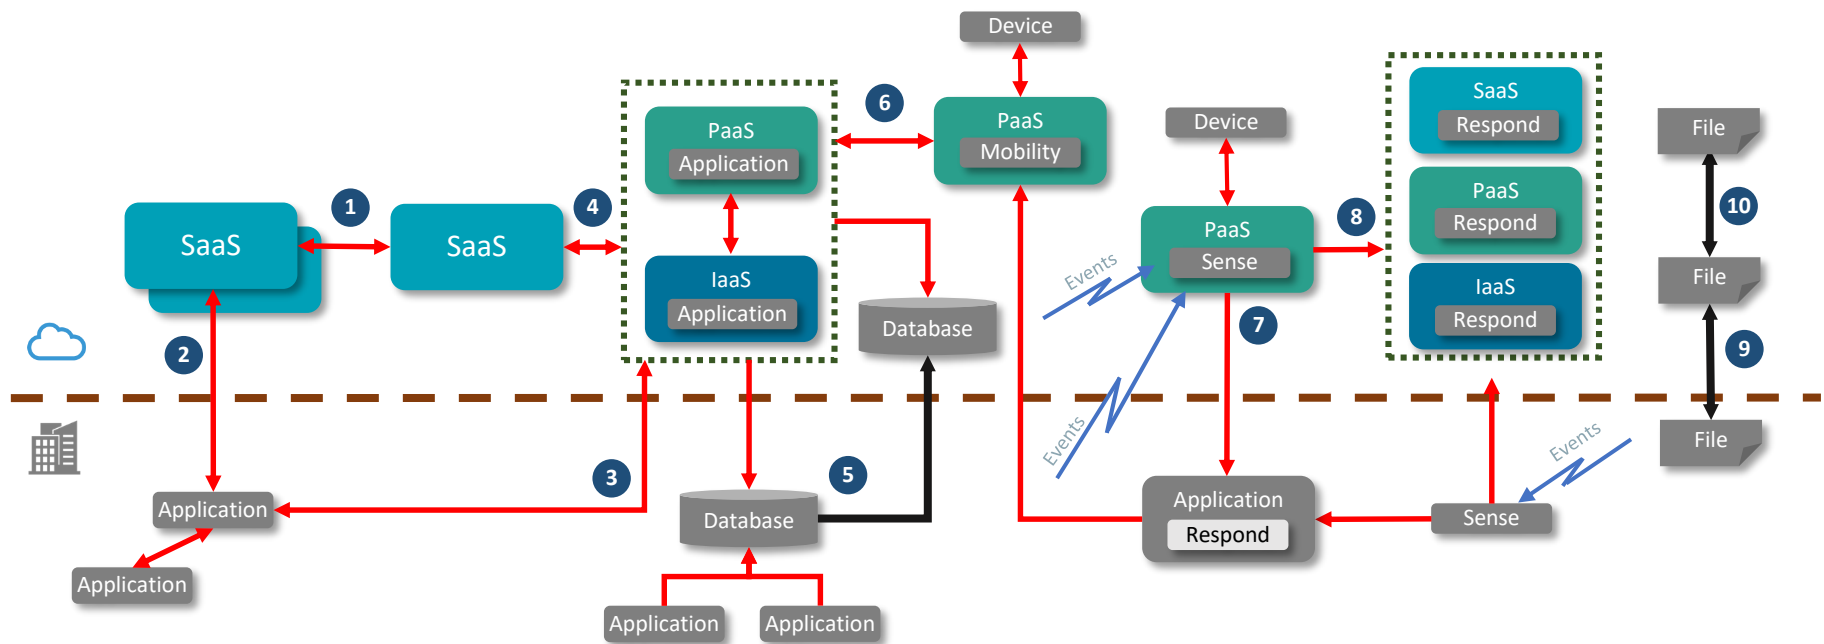 Device
6
PaaS
Application
PaaS
Mobility
Device
SaaS
Respond
File
1
4
SaaS
SaaS
IaaS
Application
Database
PaaS
Sense
8
PaaS
Respond
10
Events
7
IaaS
Respond
File
2
9
Events
3
5
Application
Database
Application
Respond
Sense
Events
File
Application
Application
Application